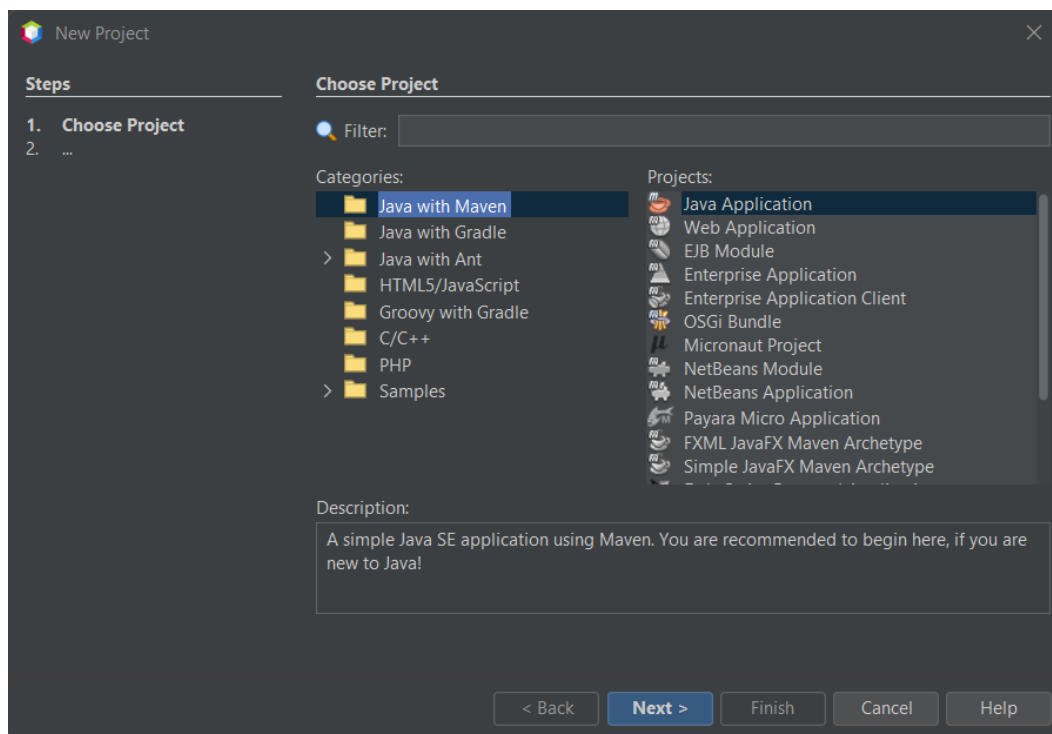 New Project
Steps
1. Choose Project
2. ...
Choose Project
Filter:
Categories:
Java with Maven
Java with Gradle
Java with Ant
HTML5/JavaScript
Groovy with Gradle
C/C++
PHP
Samples
Projects:
Java Application
Web Application
EJB Module
Enterprise Application
Enterprise Application Client
OSGi Bundle
Micronaut Project
NetBeans Module
NetBeans Application
Payara Micro Application
FXML JavaFX Maven Archetype
Simple JavaFX Maven Archetype
Description:
A simple Java SE application using Maven. You are recommended to begin here, if you are
new to Java!
< Back
Next >
Finish
Cancel
Help